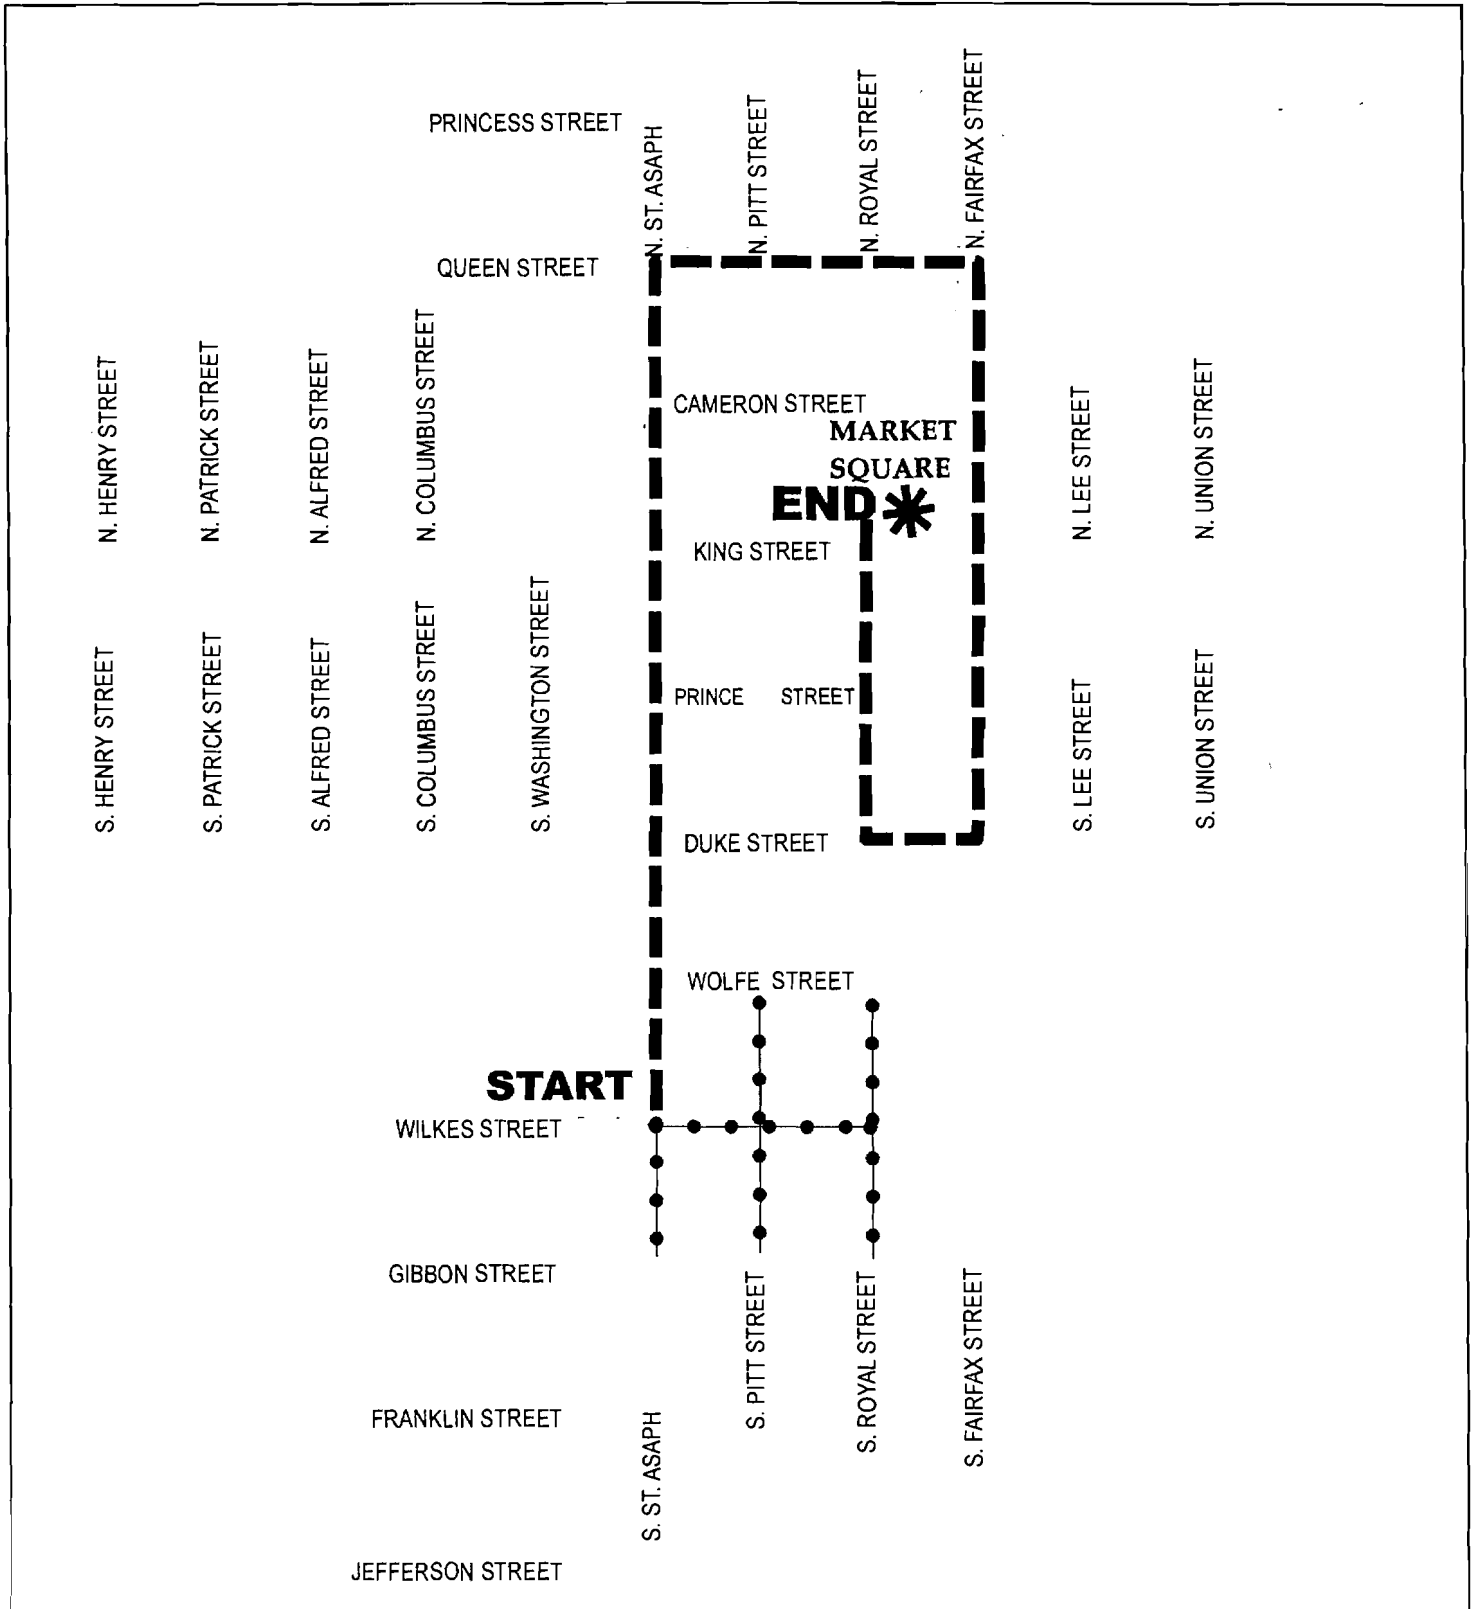 PRINCESS STREET
N. ST. ASAPH
N. PITT STREET
N. ROYAL STREET
N. FAIRFAX STREET
QUEEN STREET
N. HENRY STREET
N. PATRICK STREET
N. ALFRED STREET
N. COLUMBUS STREET
CAMERON STREET
MARKET
SQUARE
END
N. LEE STREET
N. UNION STREET
KING STREET
S. HENRY STREET
S. PATRICK STREET
S. ALFRED STREET
S. COLUMBUS STREET
S. WASHINGTON STREET
PRINCE STREET
S. LEE STREET
S. UNION STREET
DUKE STREET
WOLFE STREET
START
WILKES STREET
GIBBON STREET
S. PITT STREET
S. ROYAL STREET
S. FAIRFAX STREET
FRANKLIN STREET
S. ST. ASAPH
JEFFERSON STREET